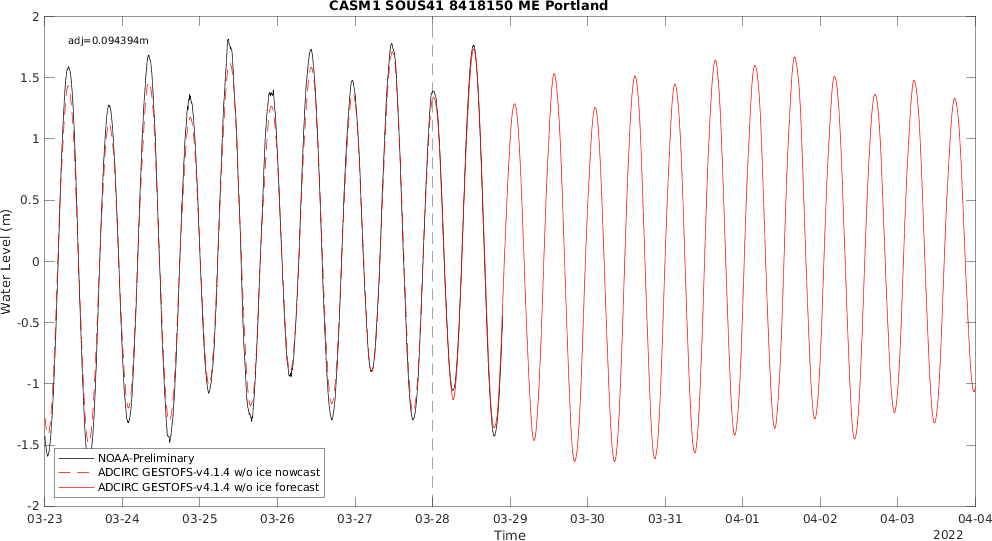 CASM1 SOUS41 8418150 ME Portland
adj=0.094394m
2
1.5
1
0.5
0
-0.5
-1
-1.5
-2
Water Level (m)
NOAA-Preliminary
ADCIRC GESTOFS-v4.1.4 w/o ice nowcast
ADCIRC GESTOFS-v4.1.4 w/o ice forecast
03-23 03-24 03-25 03-26 03-27 03-28 03-29 03-30 03-31 04-01 04-02 04-03 04-04
Time
2022